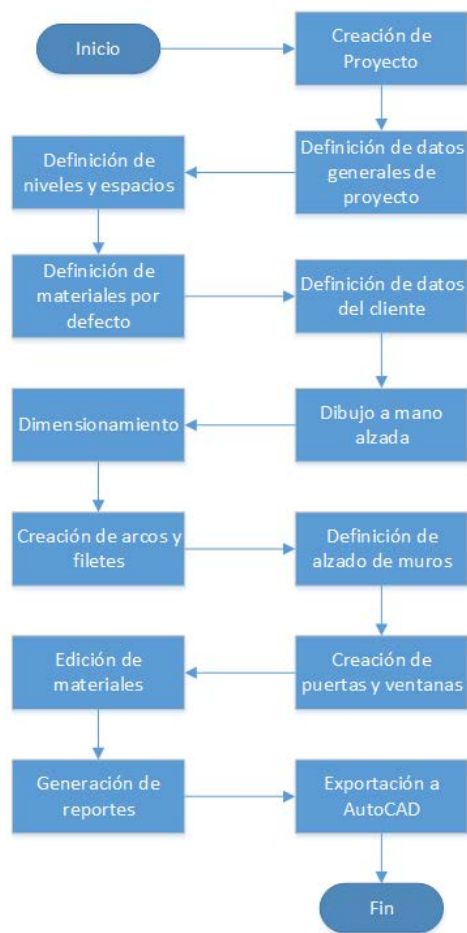 Inicio
Creación de
Proyecto
Definición de datos
generales de
proyecto
Definición de
niveles y espacios
Definición de
materiales por
defecto
Definición de datos
del cliente
Dibujo a mano
alzada
Dimensionamiento
Creación de arcos y
filetes
Definición de
alzado de muros
Creación de
puertas y ventanas
Edición de
materiales
Generación de
reportes
Exportación a
AutoCAD
Fin